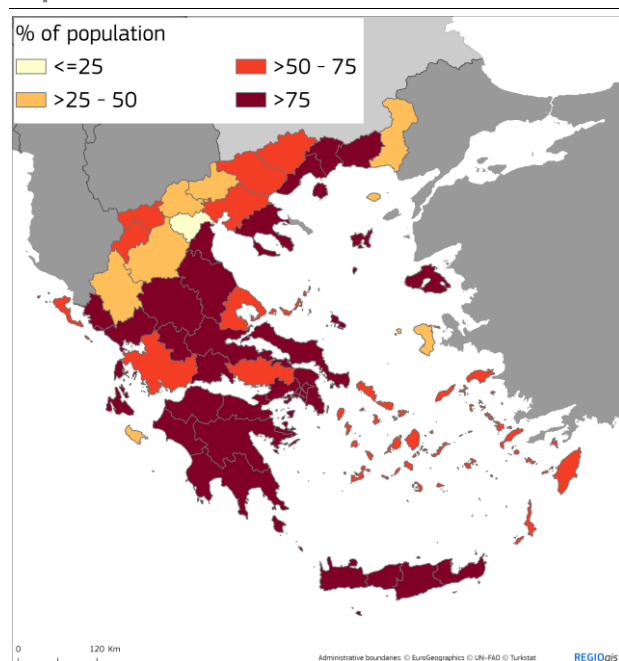 % of population
<=25
>50 - 75
>25 - 50
>75
0
120 Km
Administrative boundaries: © EuroGeographics © UN-FAO © Turkstat
REGIOgis